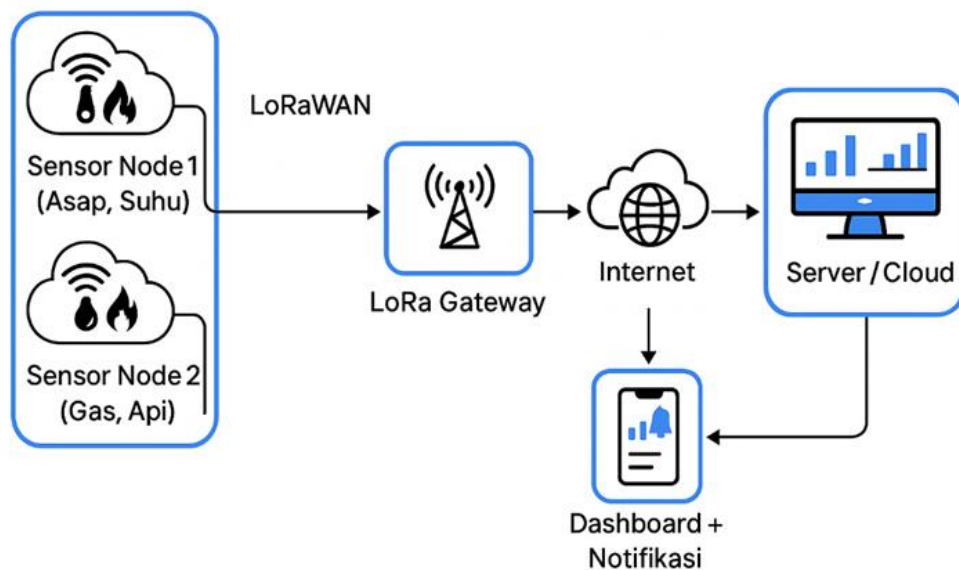 LoRaWAN
Sensor Node 1
(Asap, Suhu)
Sensor Node 2
(Gas, Api)
LoRa Gateway
Internet
Server / Cloud
Dashboard +
Notifikasi